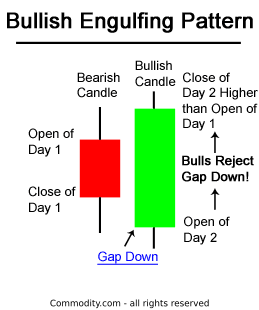 Bullish Engulfing Pattern
Bearish
Candle
Bullish
Candle
Close of
Day 2 Higher
than Open of
Day 1
Open of
Day 1
Bulls Reject
Gap Down!
Close of
Day 1
Open of
Day 2
Gap Down
Commodity.com - all rights reserved